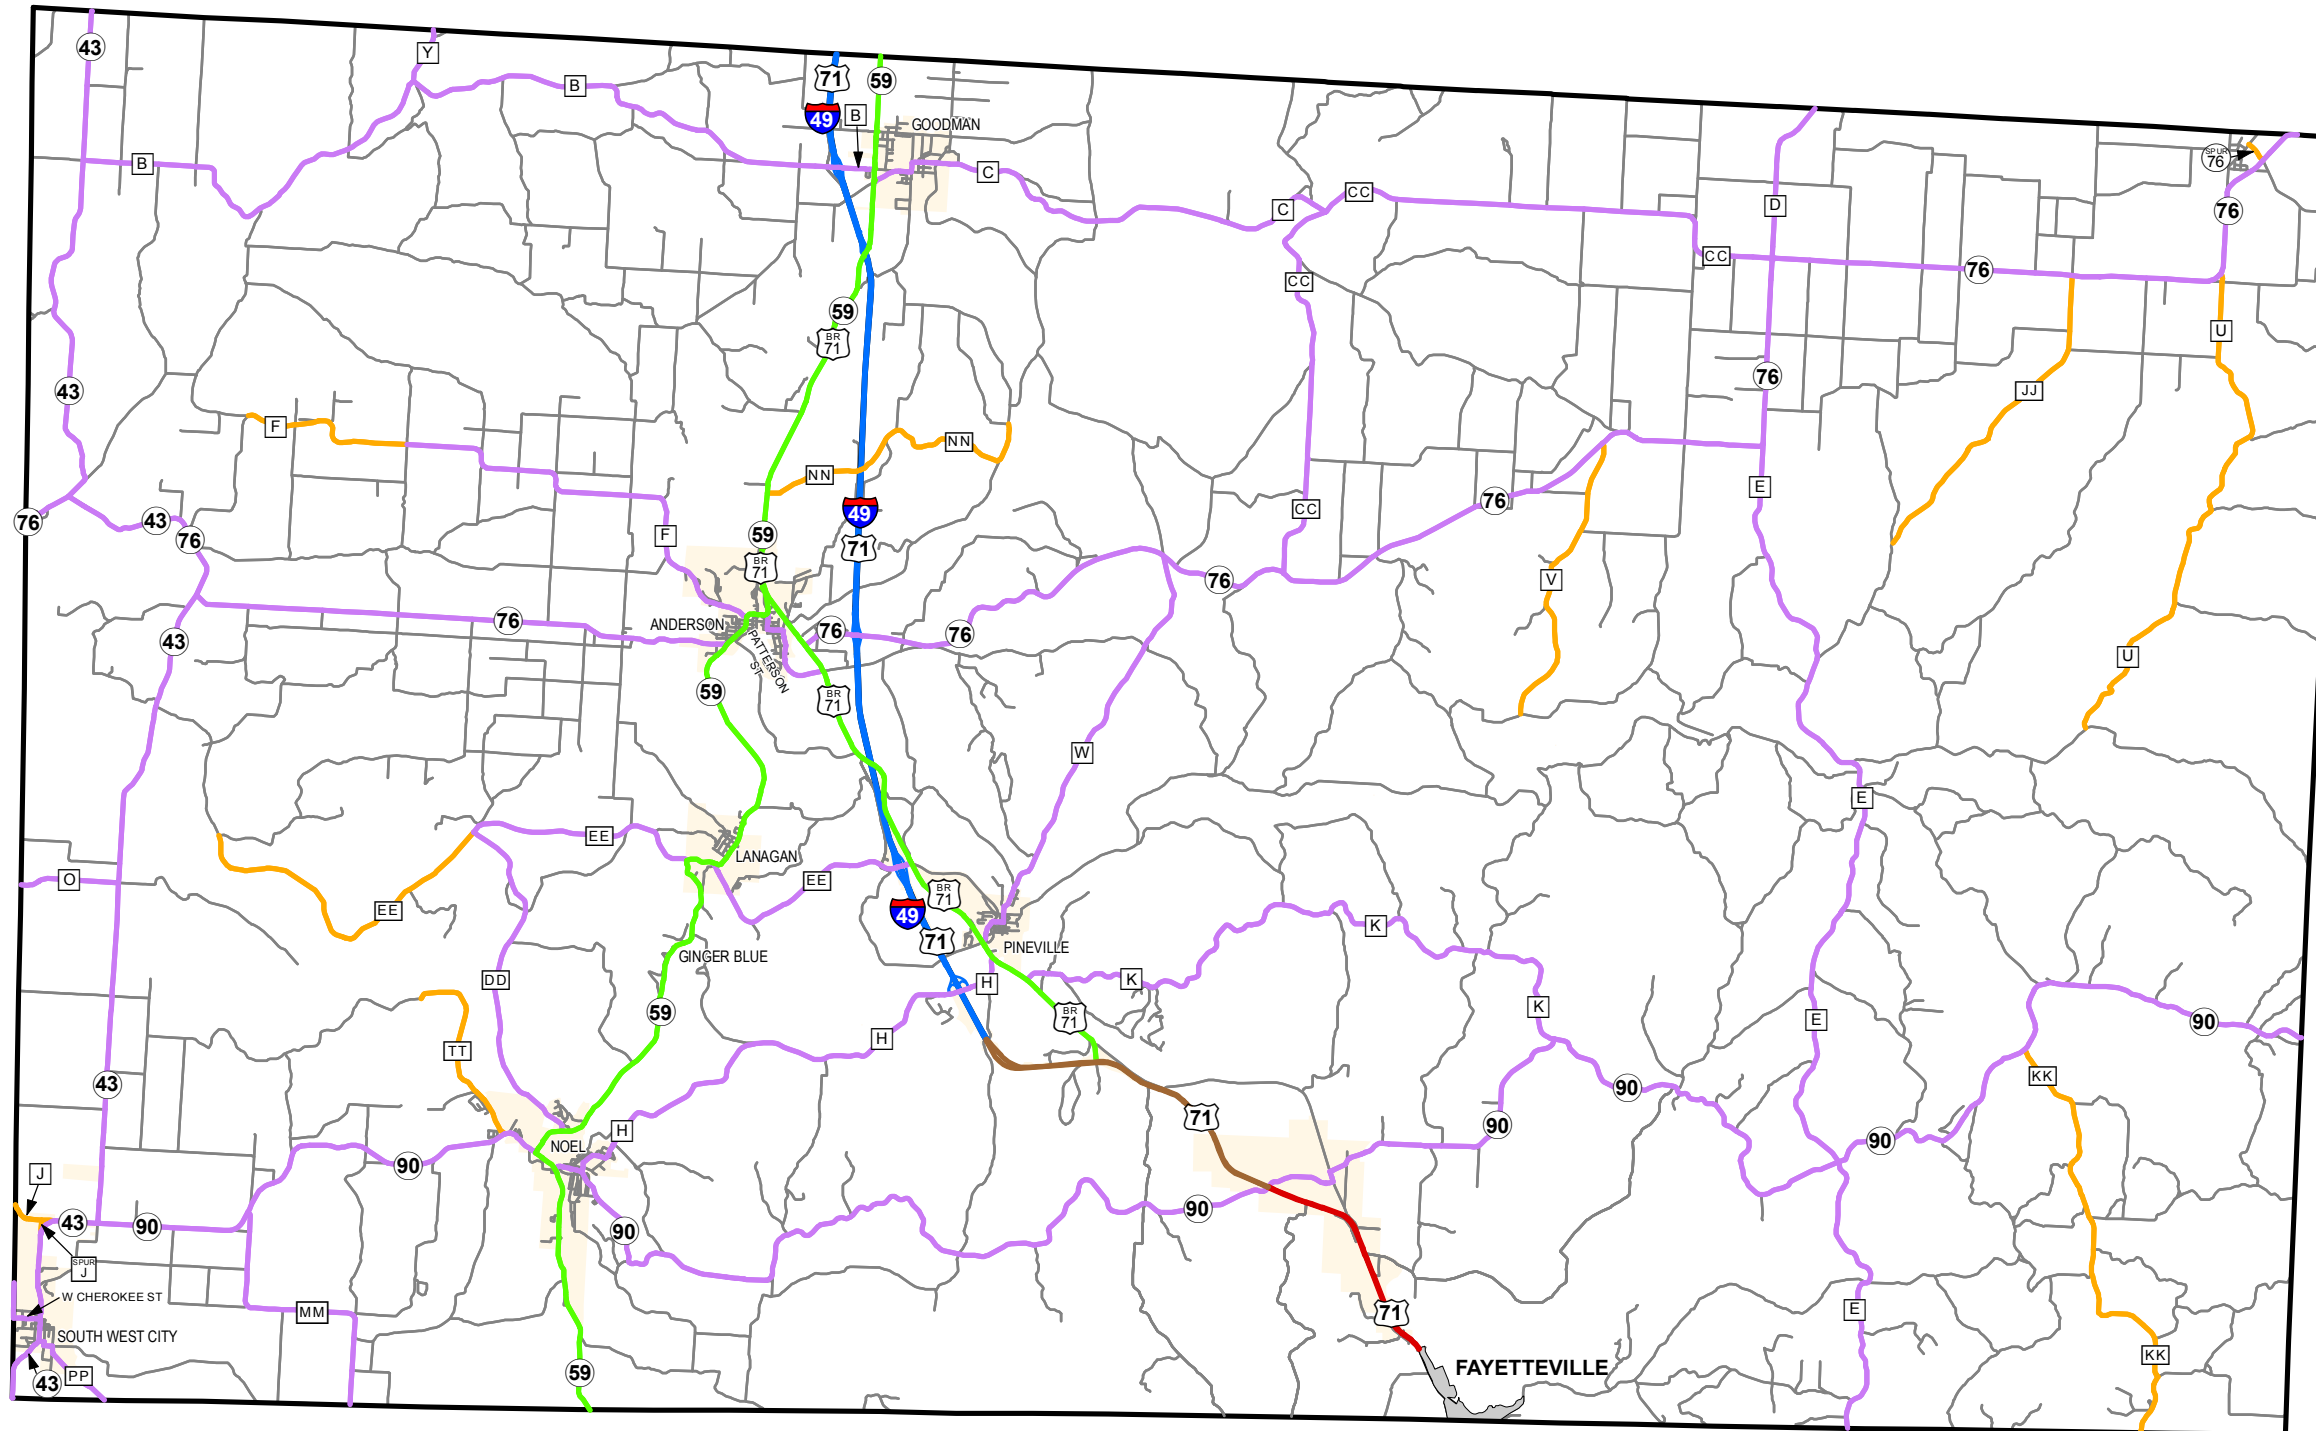 43
Y
B
71
59
49
B
GOODMAN
B
C
SPUR
76
CC
C
D
76
CC
CC
76
59
BR
71
U
76
43
JJ
F
NN
NN
E
76
49
CC
43
76
59
F
76
71
BR
71
76
V
76
ANDERSON
76
76
43
PATTERSON
ST
U
59
BR
71
W
E
EE
LANAGAN
O
EE
BR
71
EE
49
K
71
PINEVILLE
GINGER BLUE
DD
H
K
K
59
BR
71
E
90
H
TT
KK
43
90
71
90
H
90
NOEL
90
J
43
90
90
90
SPUR
J
W CHEROKEE ST
MM
71
E
SOUTH WEST CITY
KK
FAYETTEVILLE
59
PP
43